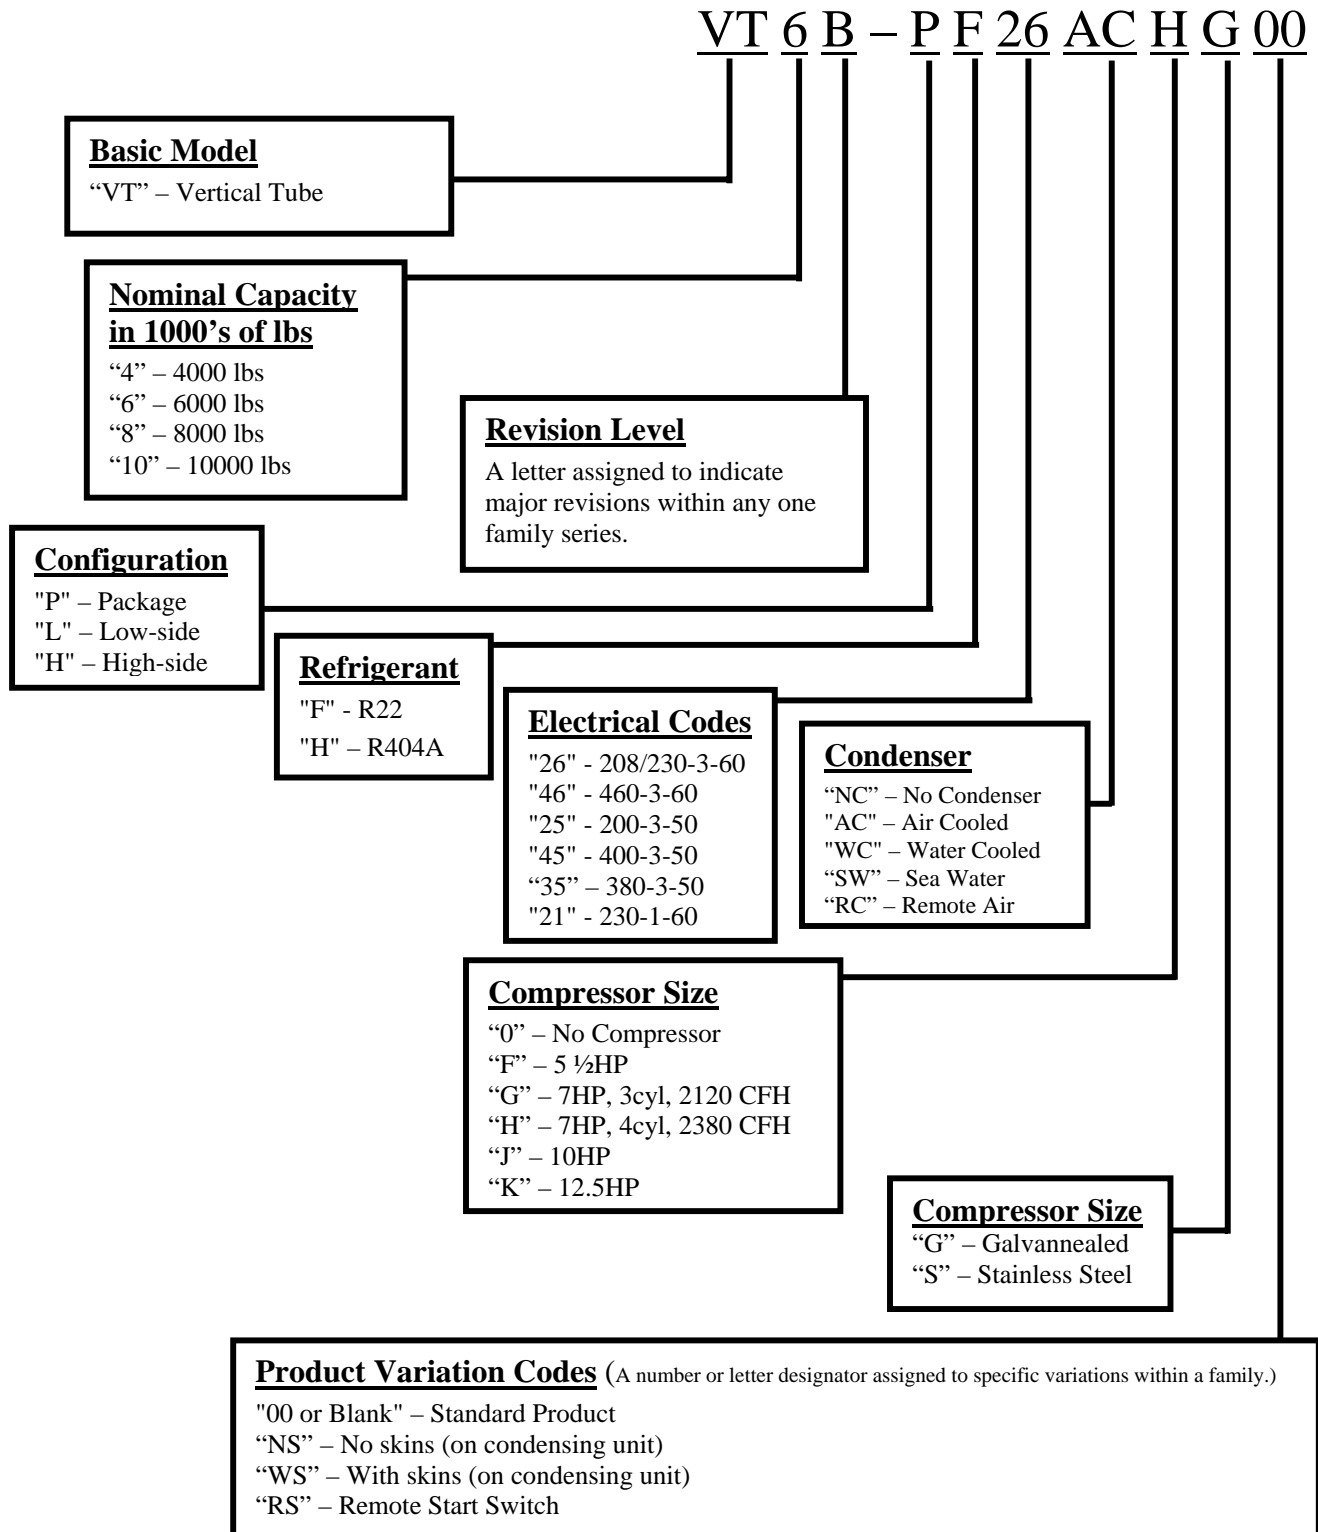 VT 6 B – P F 26 AC H G 00
Basic Model
“VT” – Vertical Tube
Nominal Capacity
in 1000’s of lbs
“4” – 4000 lbs
“6” – 6000 lbs
“8” – 8000 lbs
“10” – 10000 lbs
Revision Level
A letter assigned to indicate
major revisions within any one
family series.
Configuration
"P" – Package
"L" – Low-side
"H" – High-side
Refrigerant
"F" - R22
"H" – R404A
Electrical Codes
"26" - 208/230-3-60
"46" - 460-3-60
"25" - 200-3-50
"45" - 400-3-50
“35” – 380-3-50
"21" - 230-1-60
Condenser
“NC” – No Condenser
"AC" – Air Cooled
"WC" – Water Cooled
“SW” – Sea Water
“RC” – Remote Air
Compressor Size
“0” – No Compressor
“F” – 5 ½HP
“G” – 7HP, 3cyl, 2120 CFH
“H” – 7HP, 4cyl, 2380 CFH
“J” – 10HP
“K” – 12.5HP
Compressor Size
“G” – Galvannealed
“S” – Stainless Steel
Product Variation Codes (A number or letter designator assigned to specific variations within a family.)
"00 or Blank" – Standard Product
“NS” – No skins (on condensing unit)
“WS” – With skins (on condensing unit)
“RS” – Remote Start Switch